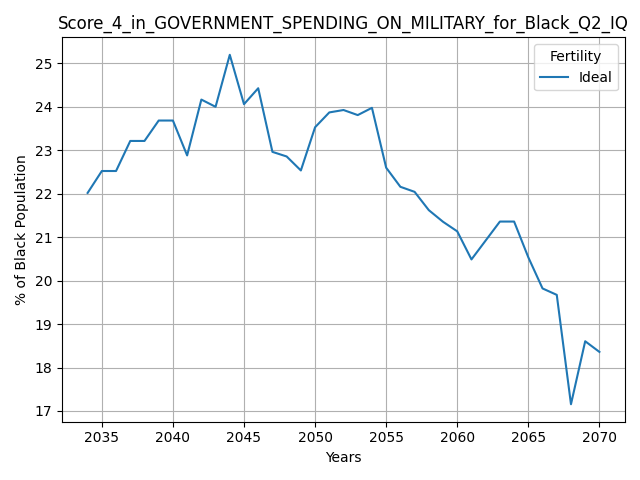 Score_4_in_GOVERNMENT_SPENDING_ON_MILITARY_for_Black_Q2_IQ
Fertility
Ideal
25
24
23
22
21
20
19
18
17
% of Black Population
2035 2040 2045 2050 2055 2060 2065 2070
Years